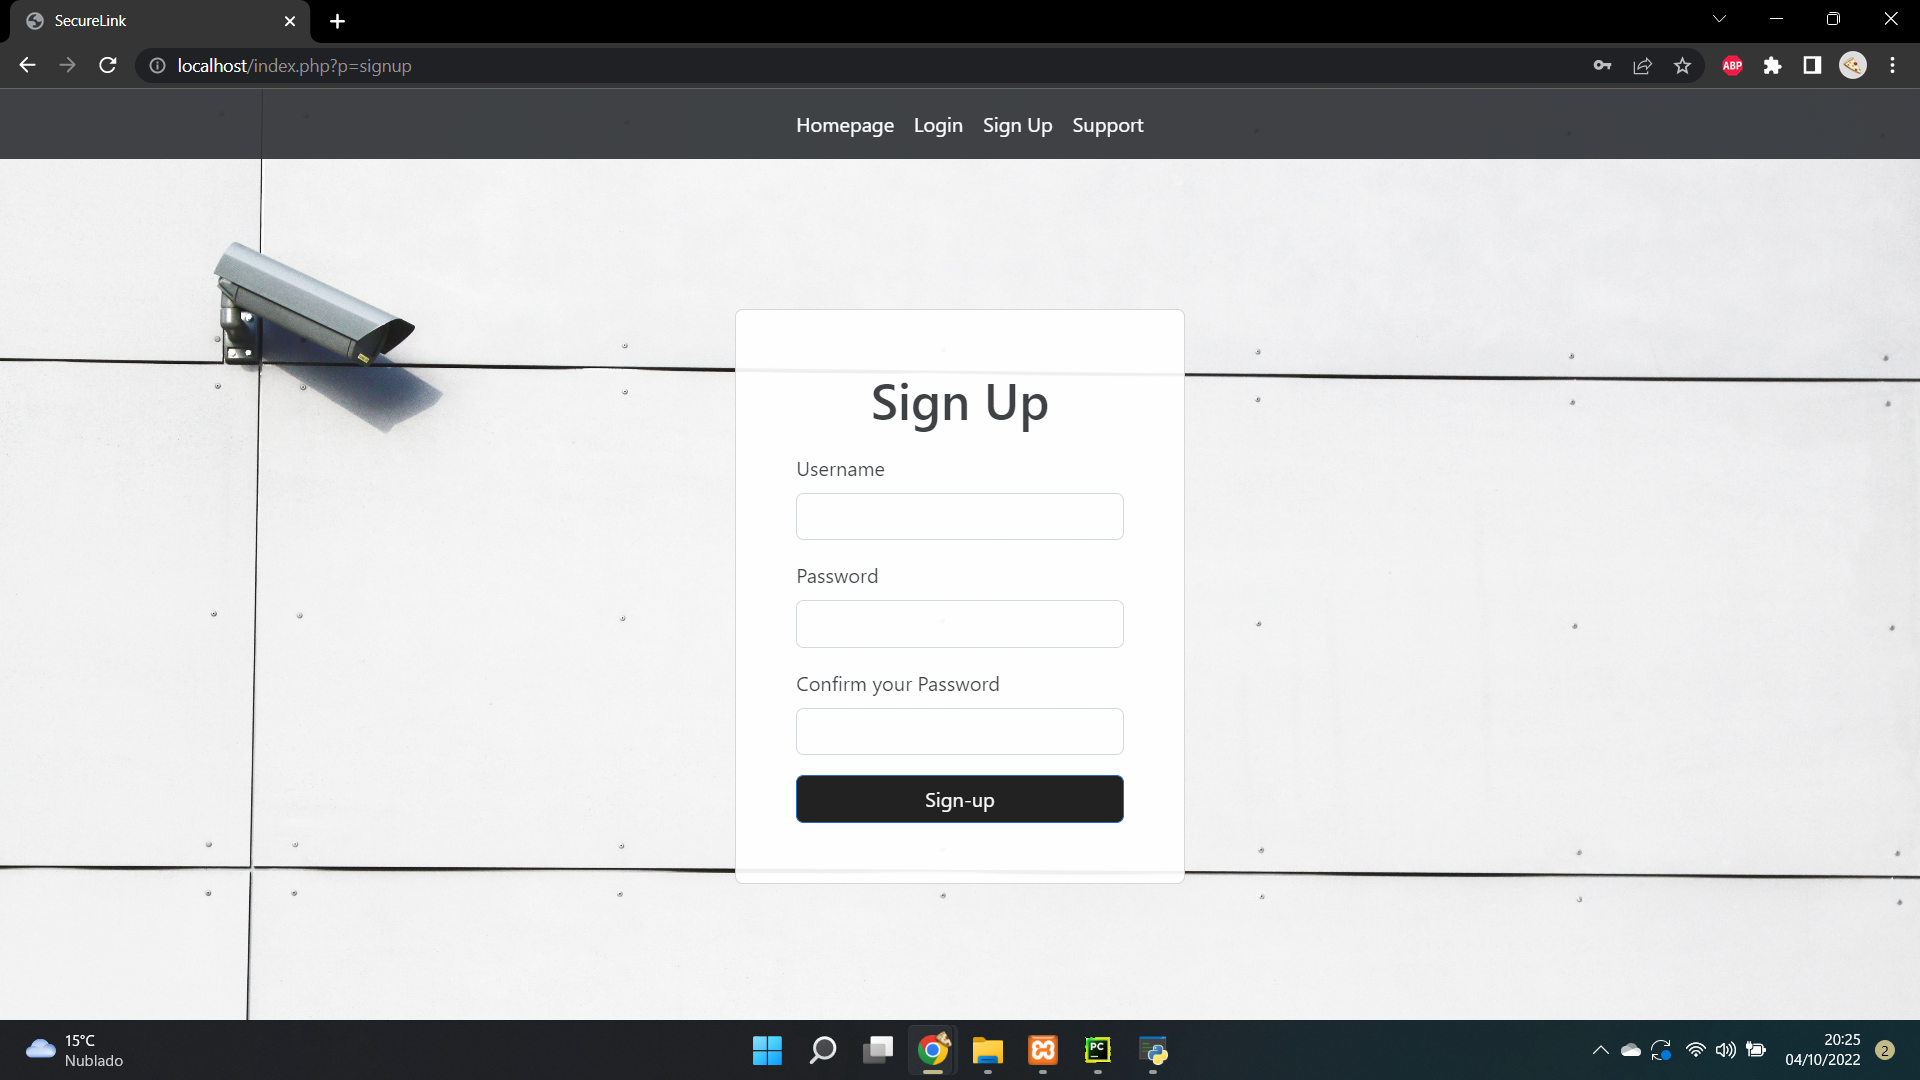 SecureLink
localhost/index.php?p=signup
ABP
Homepage Login Sign Up Support
Sign Up
Username
Password
Confirm your Password
Sign-up
15°C
Nublado
PC
20:25
04/10/2022
2